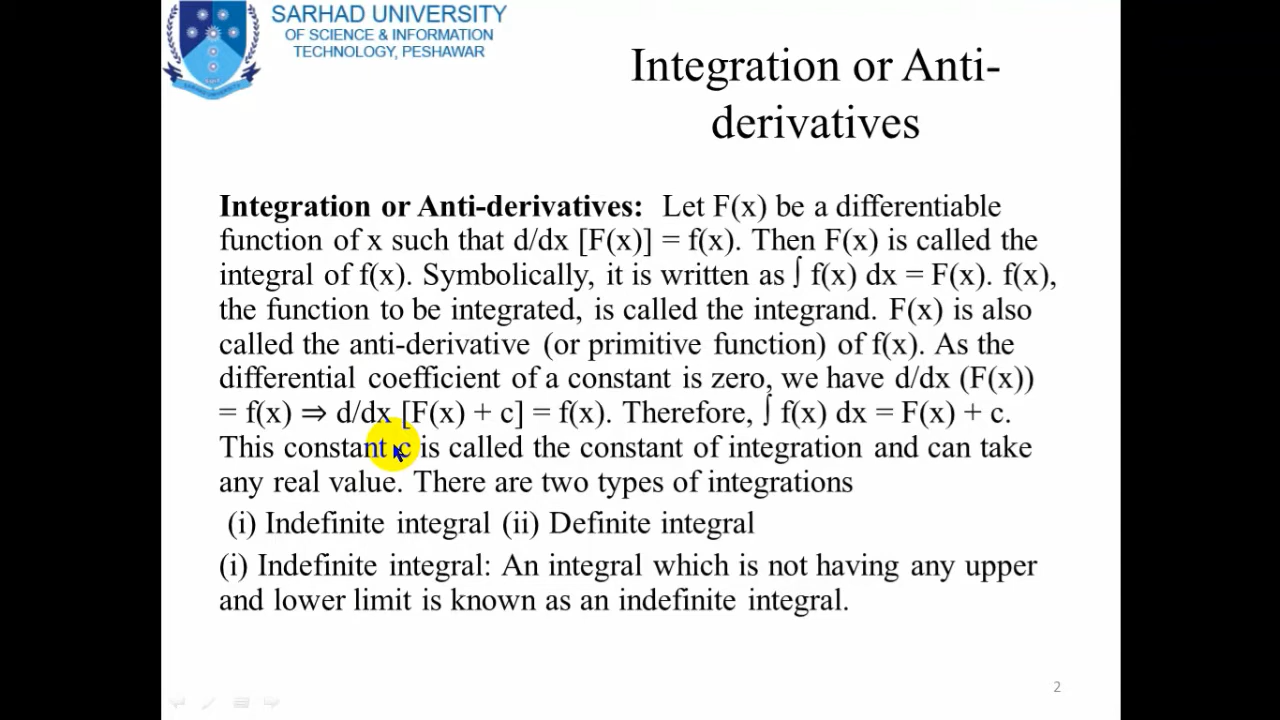 SARHAD UNIVERSITY
OF SCIENCE & INFORMATION
TECHNOLOGY, PESHAWAR
Integration or Anti-
derivatives
Integration or Anti-derivatives: Let F(x) be a differentiable
function of x such that d/dx [F(x)] = f(x). Then F(x) is called the
integral of f(x). Symbolically, it is written as ∫ f(x) dx = F(x). f(x),
the function to be integrated, is called the integrand. F(x) is also
called the anti-derivative (or primitive function) of f(x). As the
differential coefficient of a constant is zero, we have d/dx (F(x))
= f(x) ⇒ d/dx [F(x) + c] = f(x). Therefore, ∫ f(x) dx = F(x) + c.
This constant c is called the constant of integration and can take
any real value. There are two types of integrations
(i) Indefinite integral (ii) Definite integral
(i) Indefinite integral: An integral which is not having any upper
and lower limit is known as an indefinite integral.
2